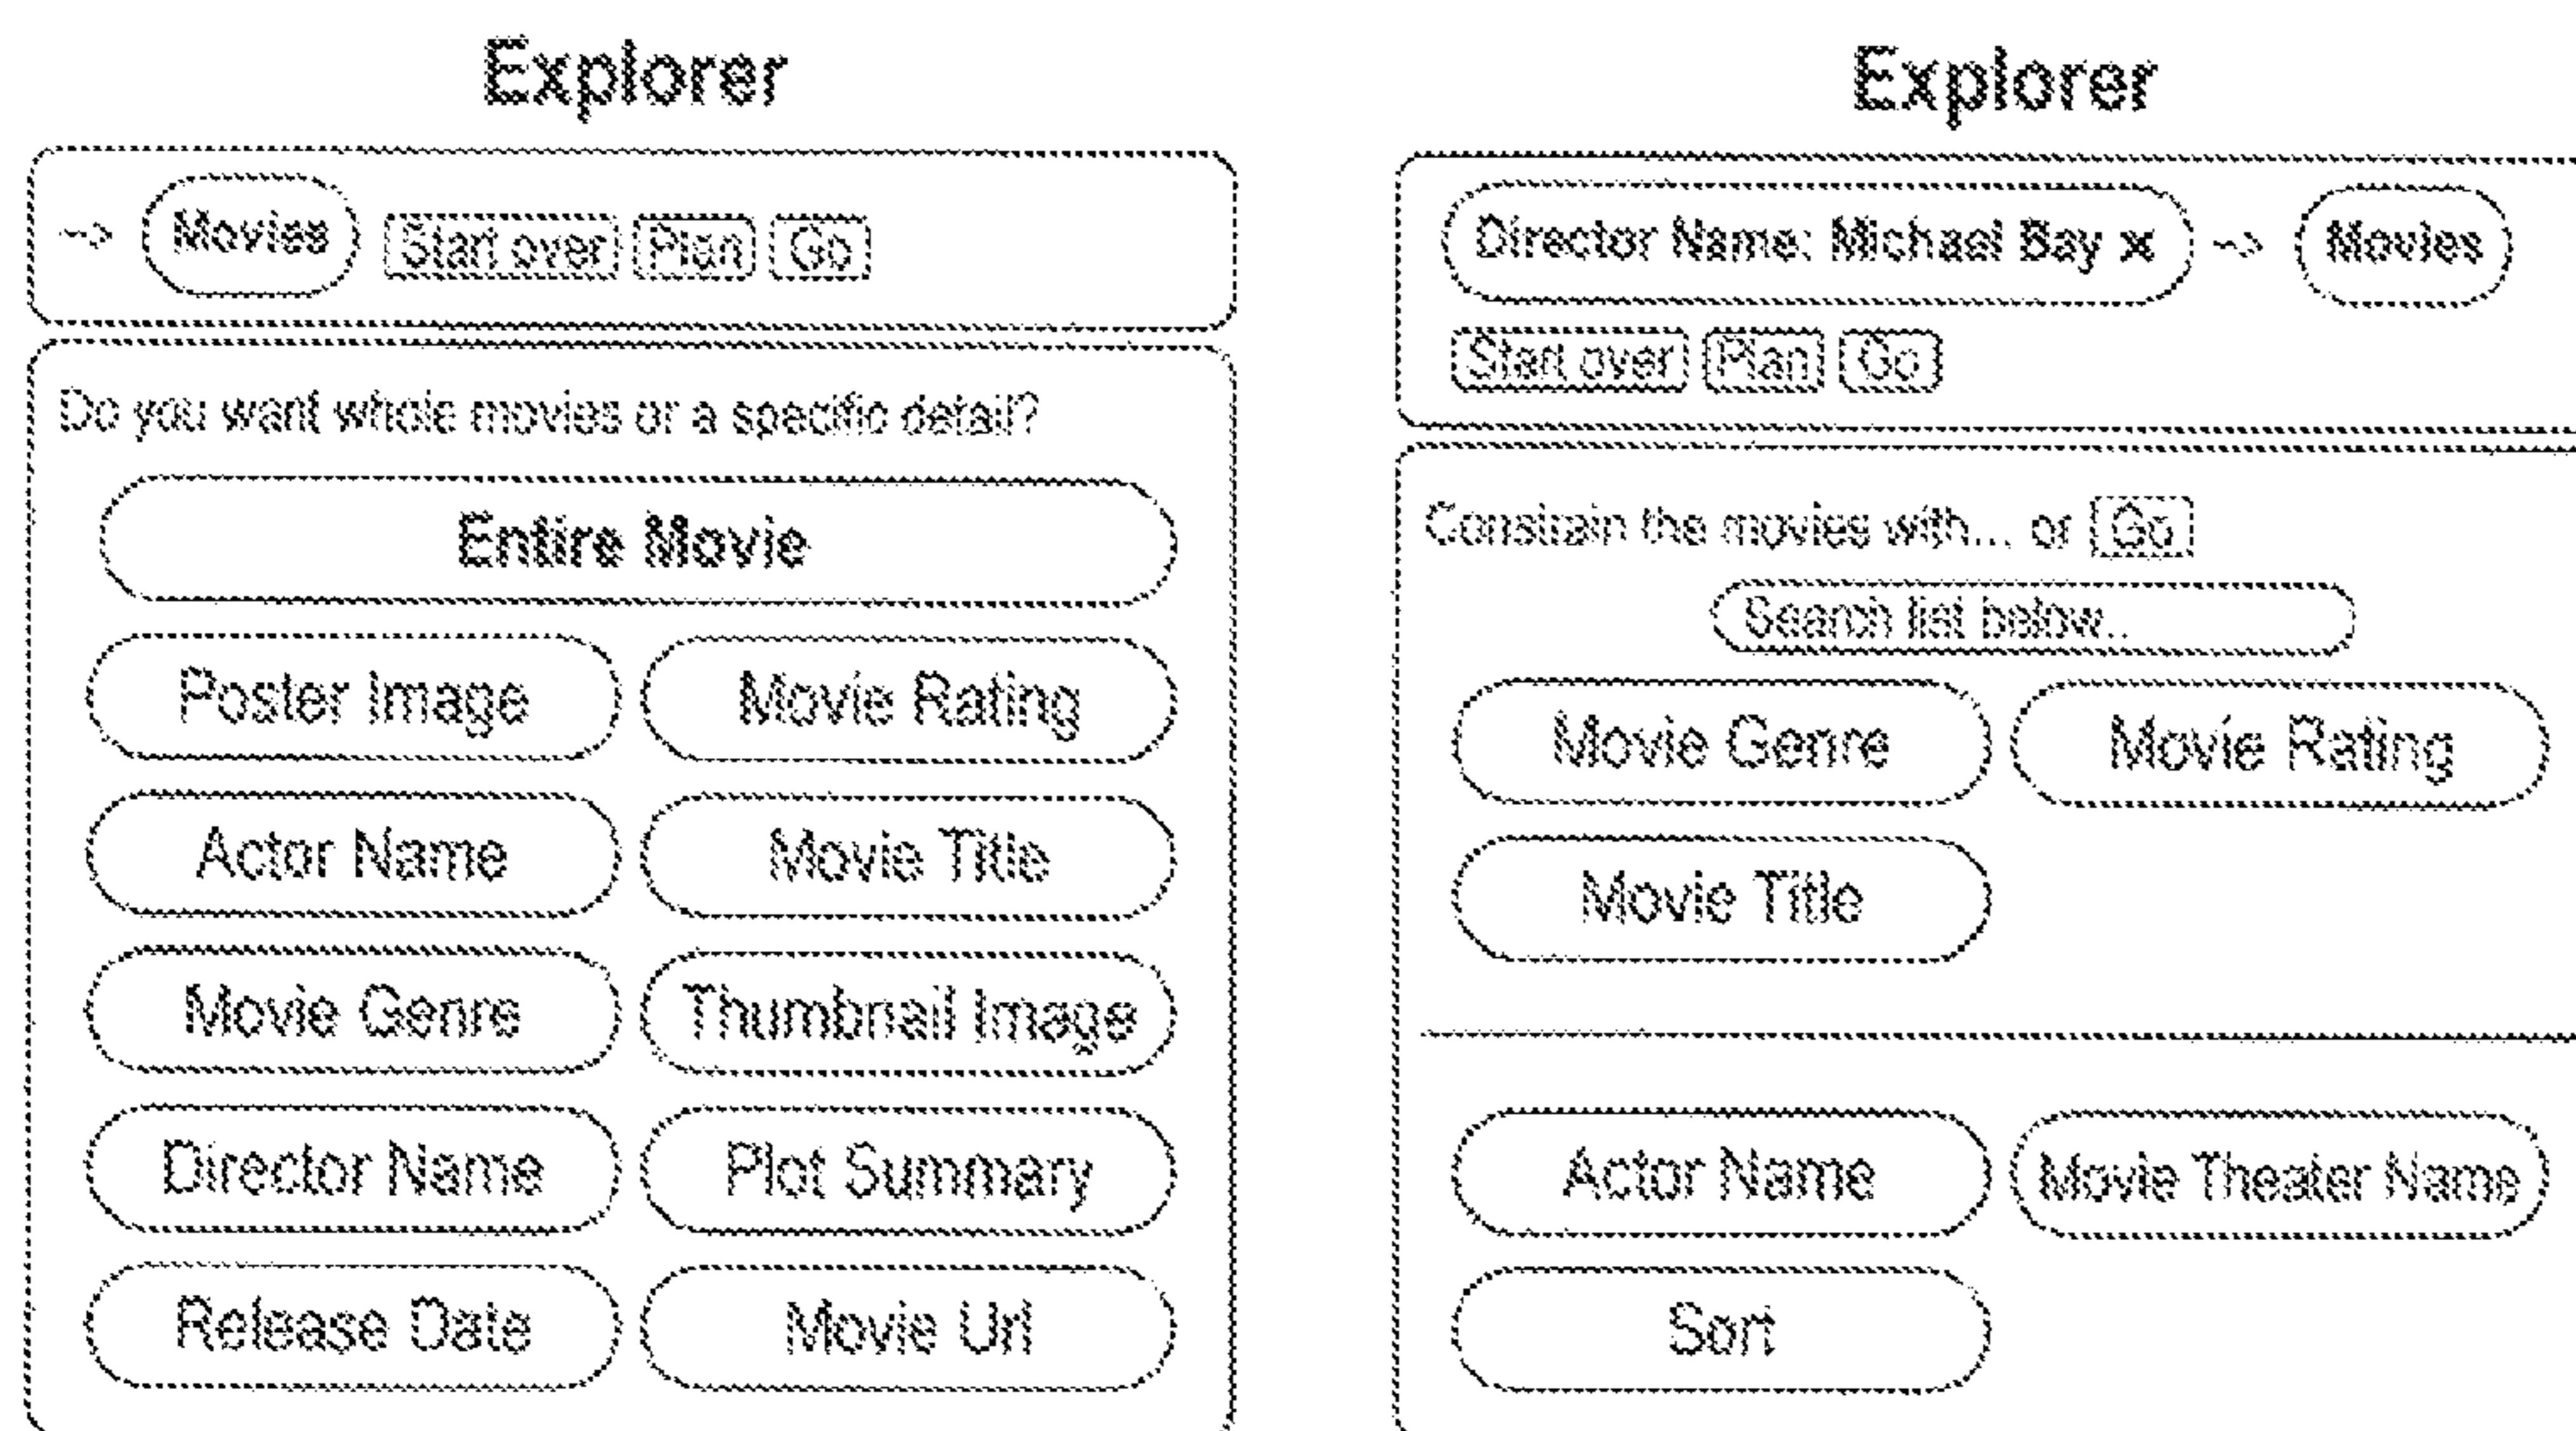 Explorer
--> Movies Start over Plan Go
Do you want whole movies or a specific detail?
Entire Movie
Poster Image Movie Rating
Actor Name Movie Title
Movie Genre Thumbnail Image
Director Name Plot Summary
Release Date Movie Url
Explorer
Director Name: Michael Bay x --> Movies
Start over Plan Go
Constrain the movies with... or Go
Search list below..
Movie Genre Movie Rating
Movie Title
Actor Name Movie Theater Name
Sort